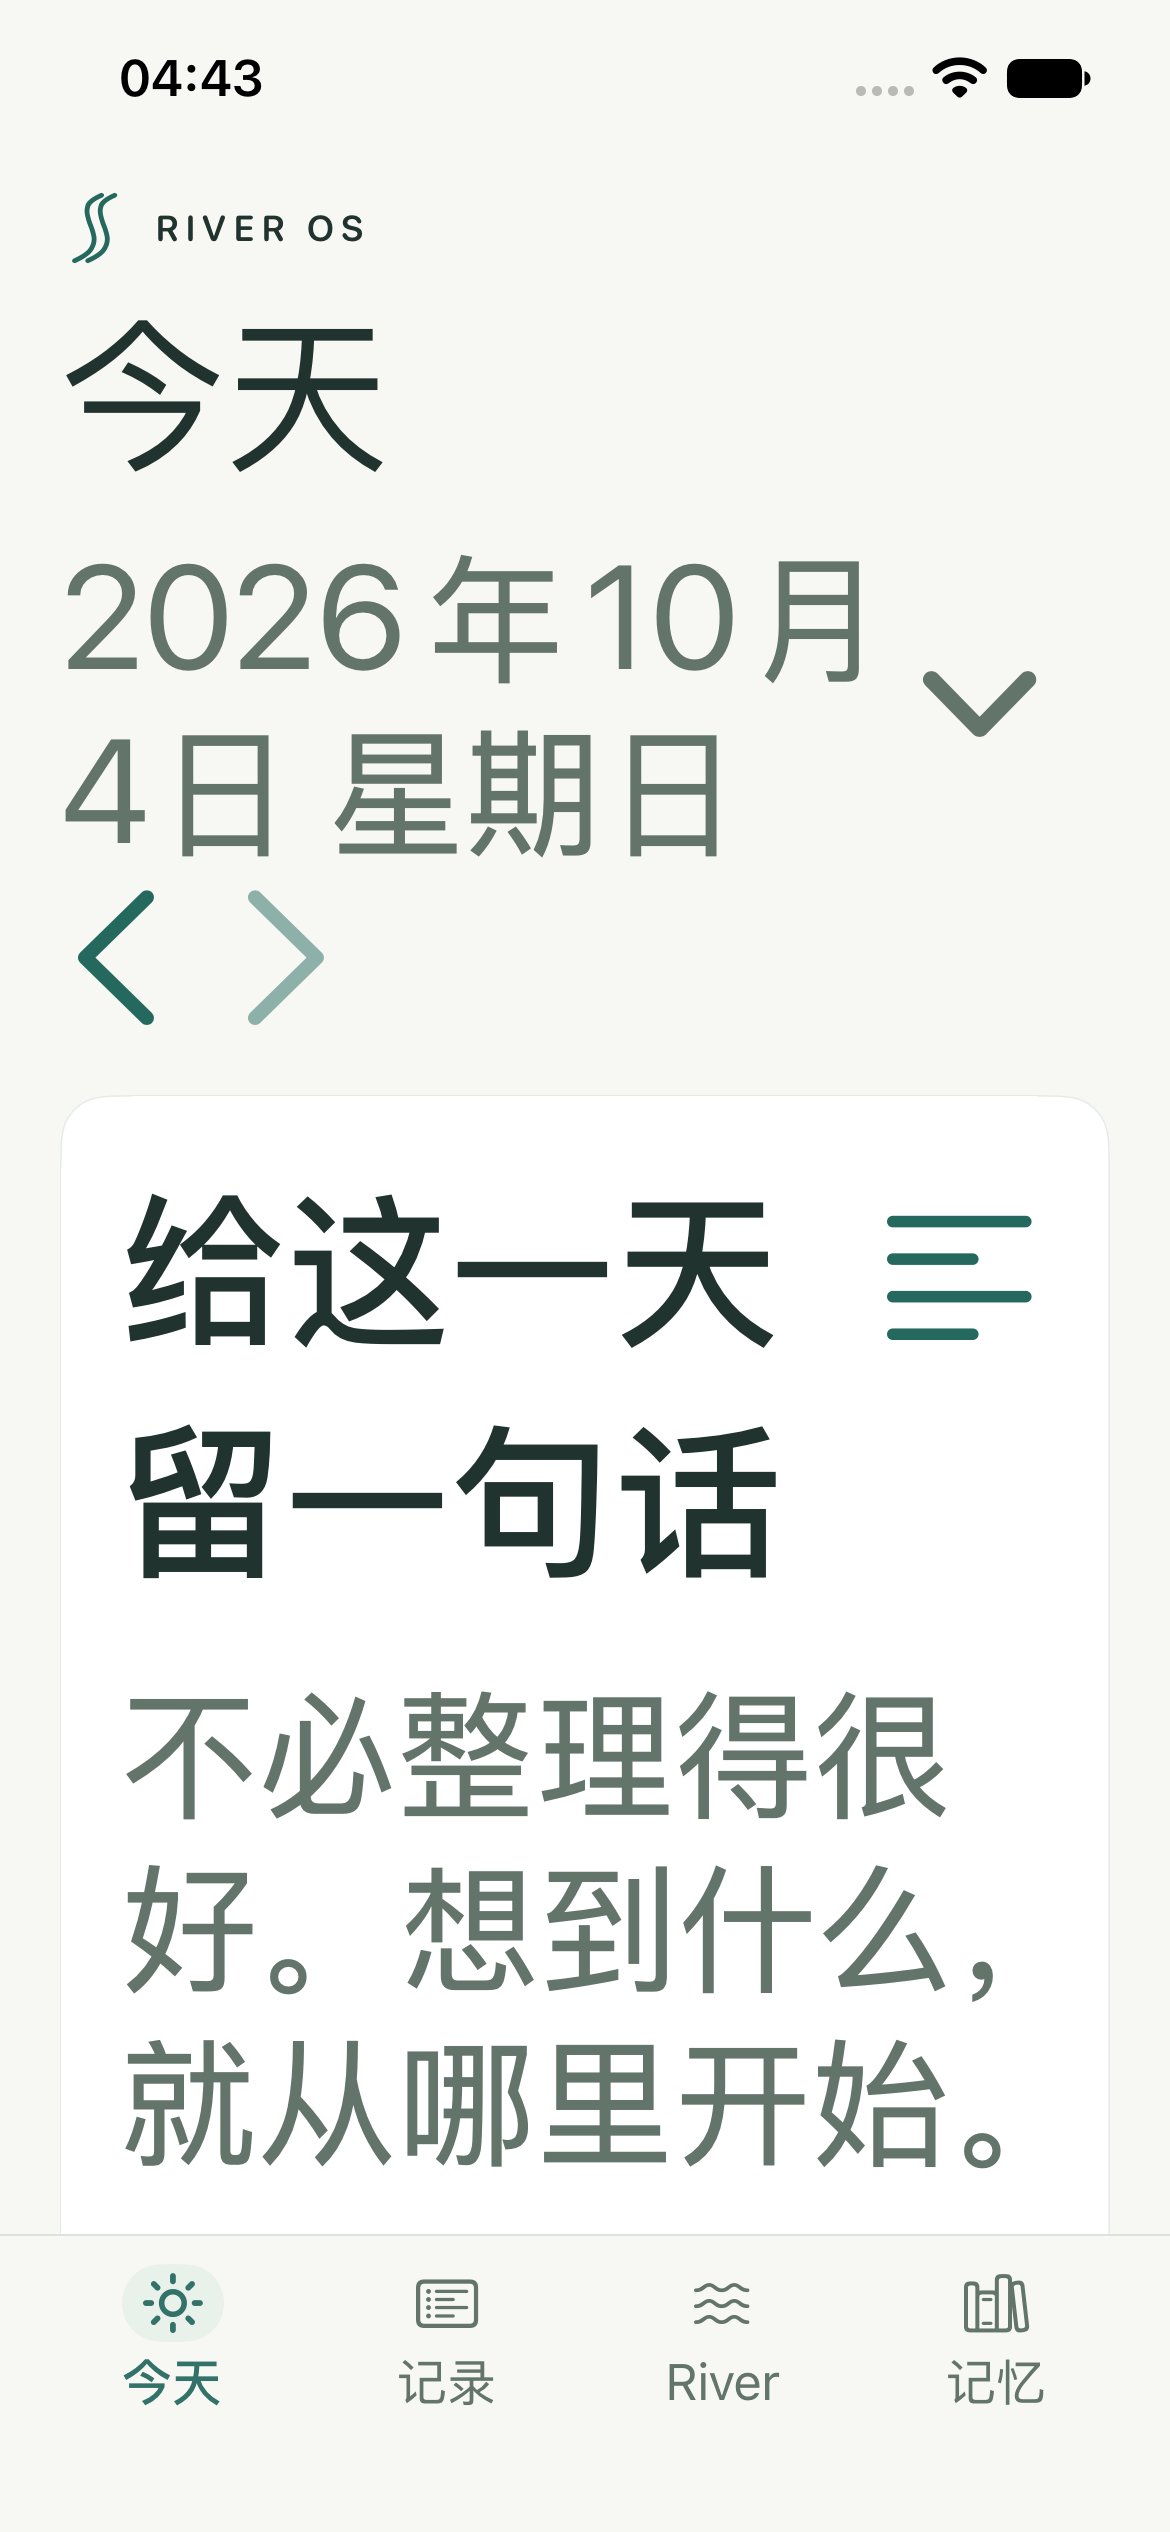 04:43
RIVER OS
今天
2026年10月
4日 星期日
给这一天
留一句话
不必整理得很
好。想到什么，
就从哪里开始。
今天
记录
River
记忆